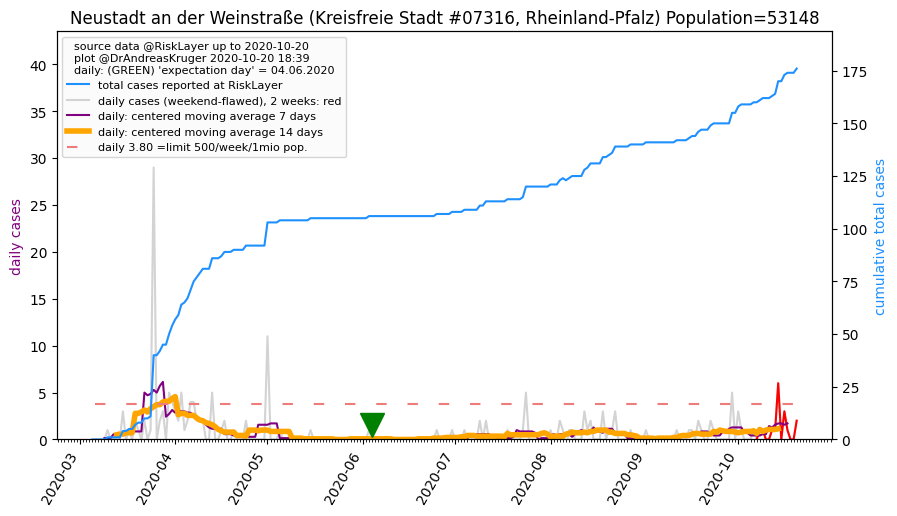 Neustadt an der Weinstraße (Kreisfreie Stadt #07316, Rheinland-Pfalz) Population=53148
source data @RiskLayer up to 2020-10-20
plot @DrAndreasKruger 2020-10-20 18:39
daily: (GREEN) 'expectation day' = 04.06.2020
total cases reported at RiskLayer
daily cases (weekend-flawed), 2 weeks: red
daily: centered moving average 7 days
daily: centered moving average 14 days
daily 3.80 =limit 500/week/1mio pop.
daily cases
40
35
30
25
20
15
10
5
0
175
150
125
100
75
50
25
0
cumulative total cases
2020-03
2020-04
2020-05
2020-06
2020-07
2020-08
2020-09
2020-10